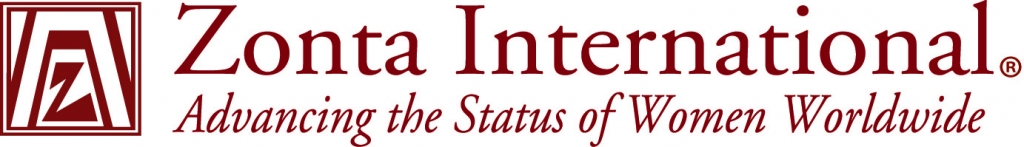 Zonta International®
Advancing the Status of Women Worldwide